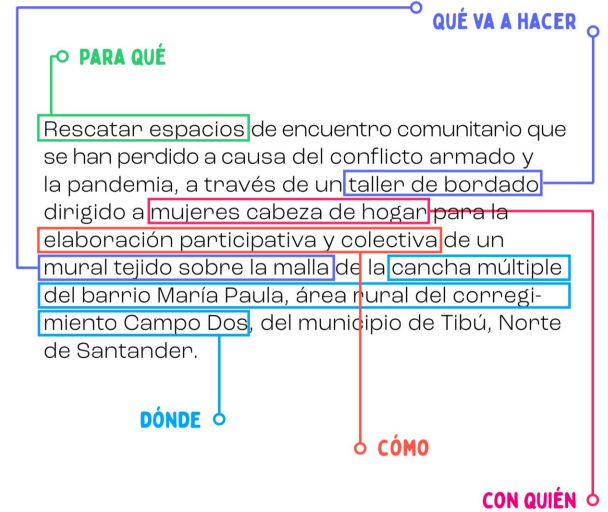 QUÉ VA A HACER
PARA QUÉ
Rescatar espacios de encuentro comunitario que
se han perdido a causa del conflicto armado y
la pandemia, a través de un taller de bordado
dirigido a mujeres cabeza de hogar para la
elaboración participativa y colectiva de un
mural tejido sobre la malla de la cancha múltiple
del barrio María Paula, área rural del corregi-
miento Campo Dos, del municipio de Tibú, Norte
de Santander.
DÓNDE
CÓMO
CON QUIÉN